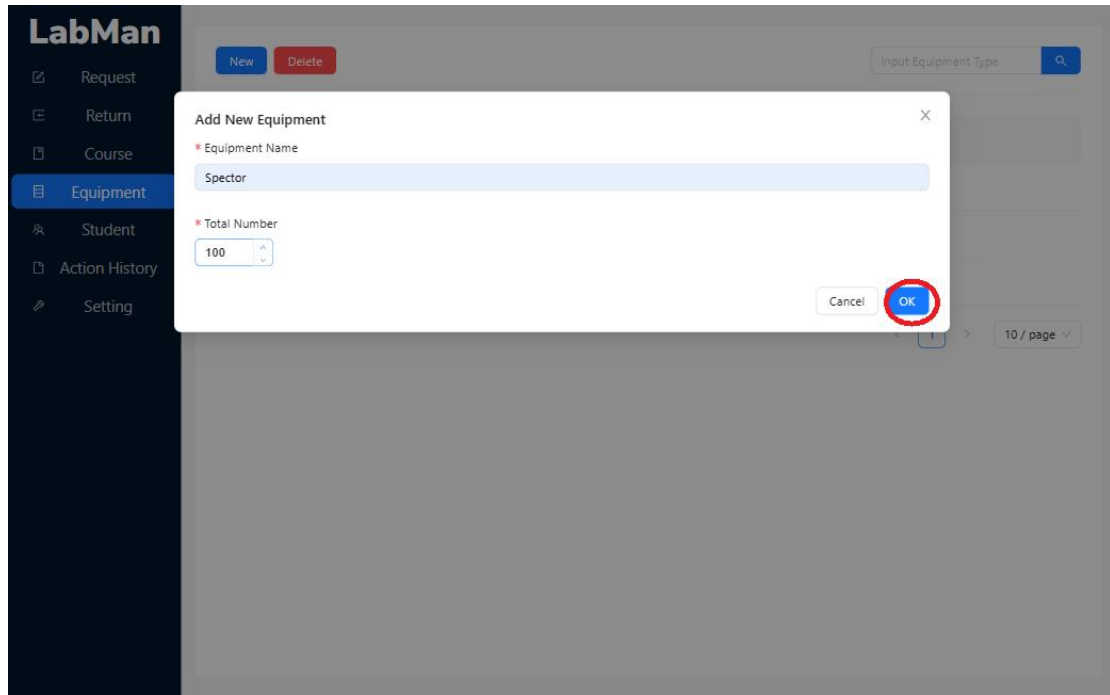 LabMan
Request
Return
Course
Equipment
Student
Action History
Setting
New Delete Input Equipment Type
Add New Equipment
* Equipment Name
Spector
* Total Number
100
Cancel OK
< 1 > 10 / page